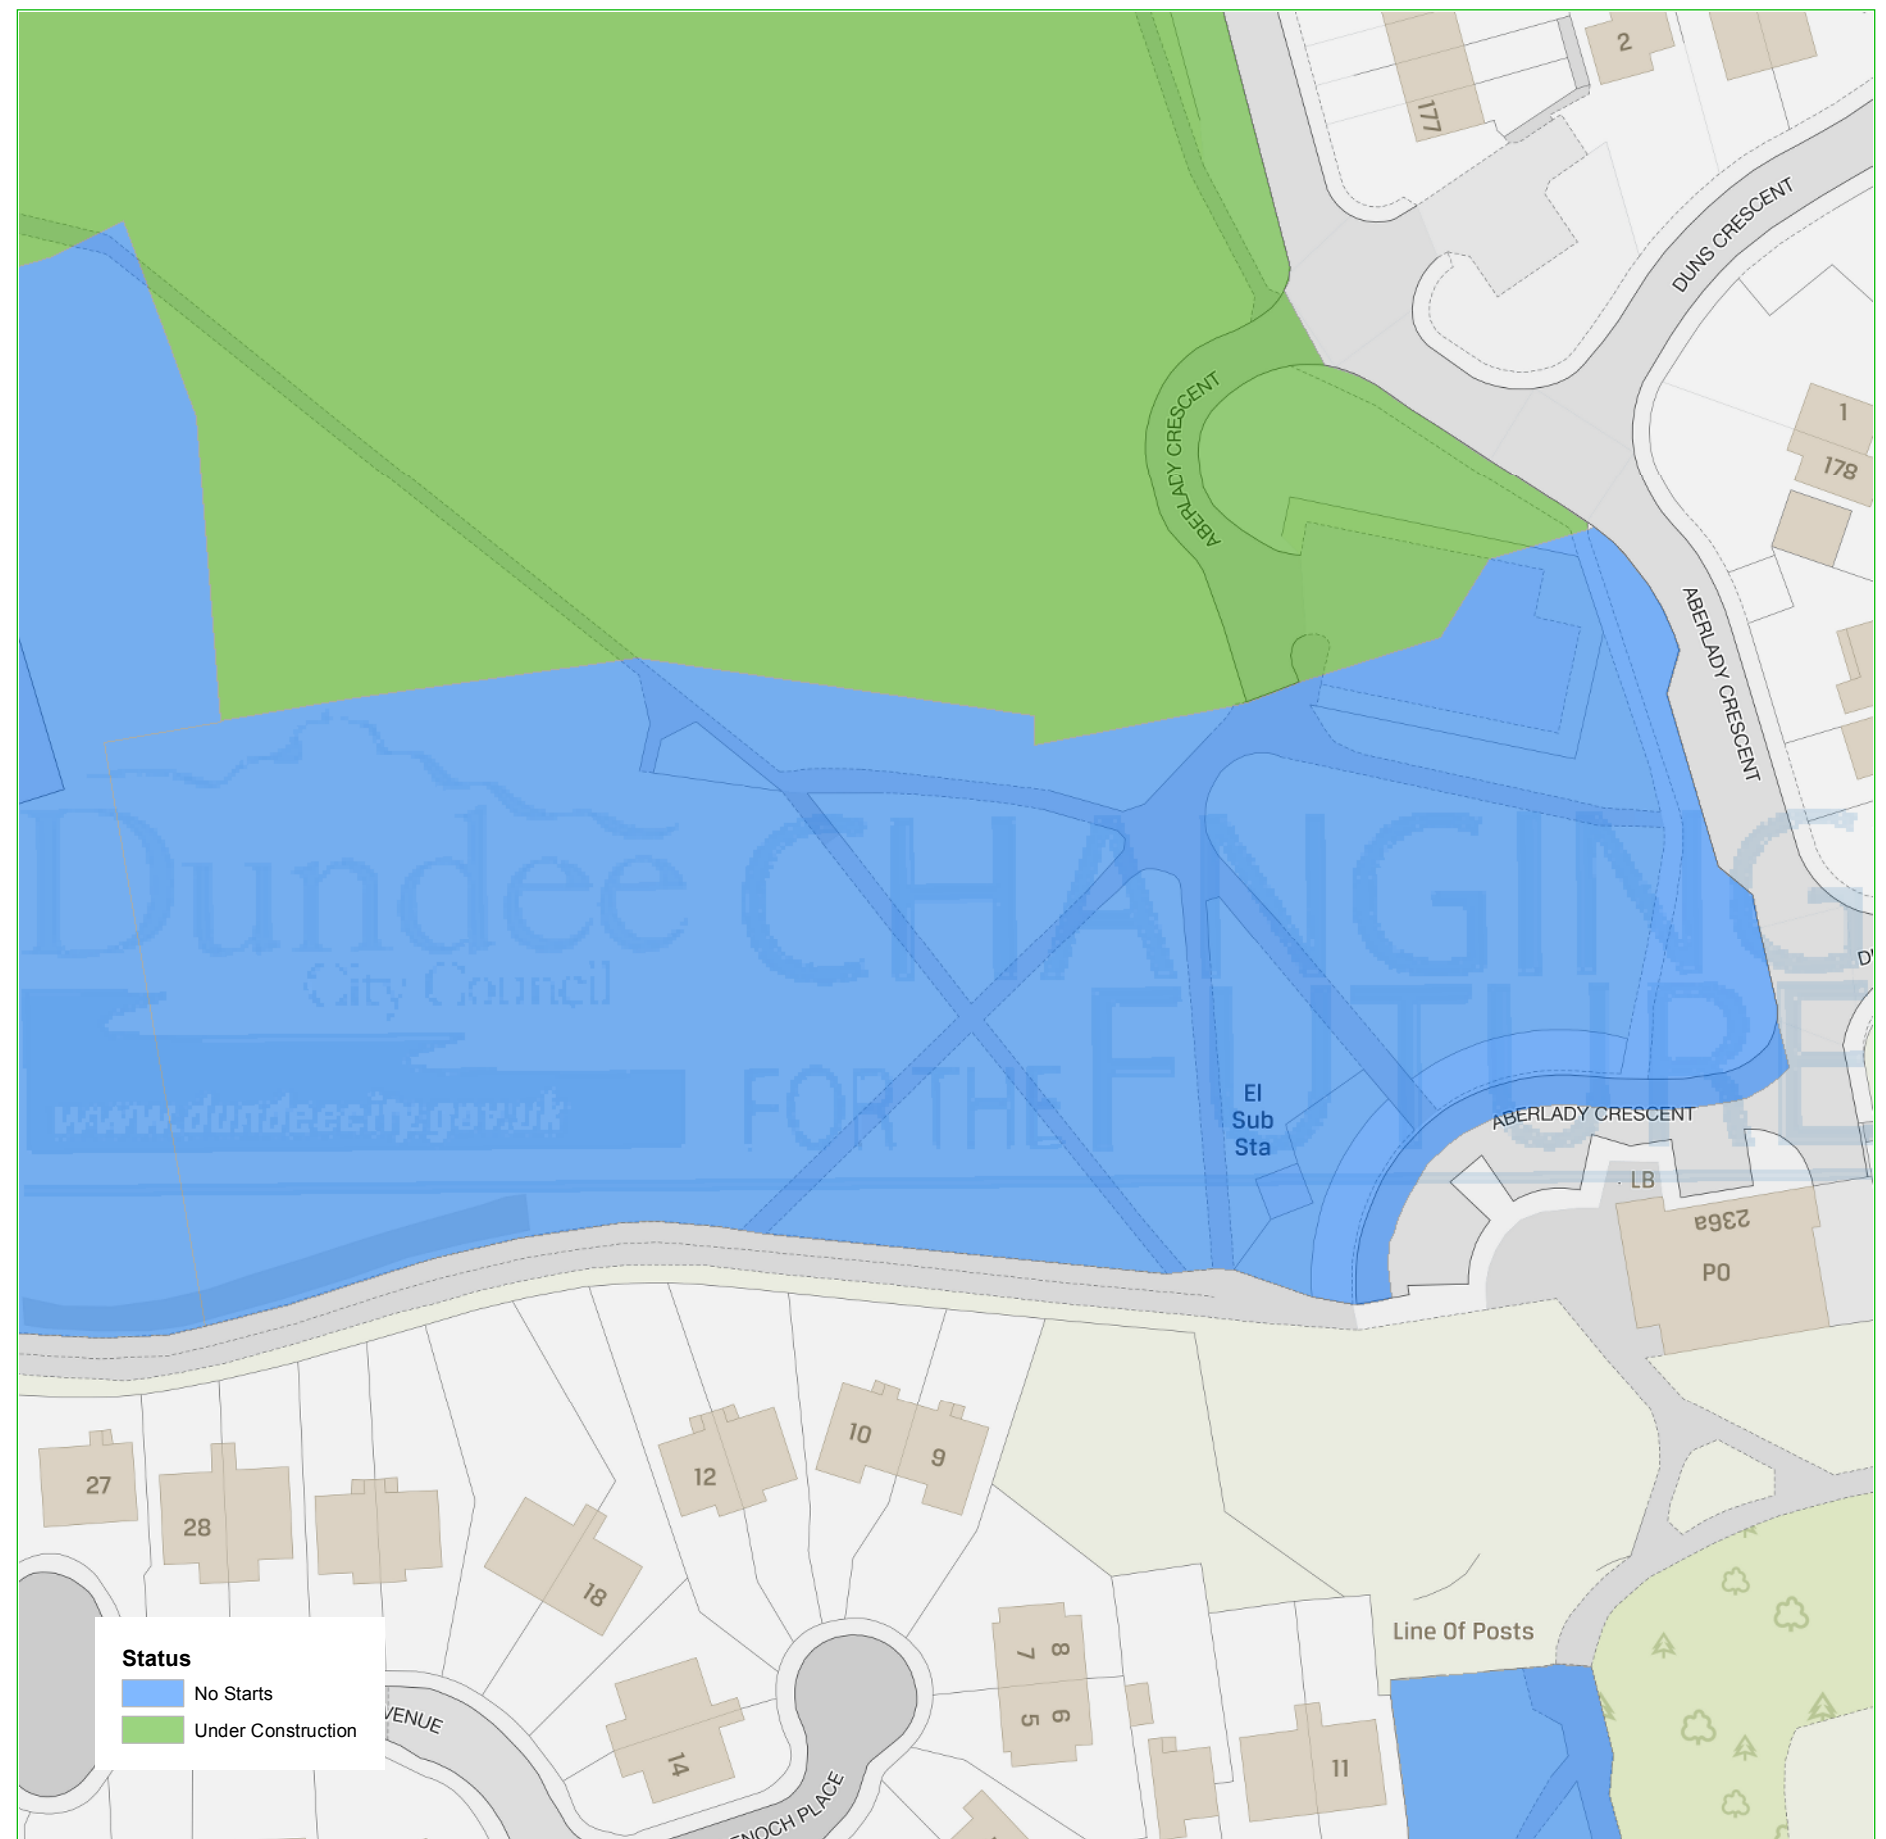 2
177
DUNS CRESCENT
ABERLADY CRESCENT
1
178
ABERLADY CRESCENT
Dundee
City Council
www.dundeecity.gov.uk
CHANGING
FOR THE FUTURE
El
Sub
Sta
ABERLADY CRESCENT
LB
236a
PO
27
28
18
12
10
9
14
7
8
5
6
11
Line Of Posts
VENUE
ENOCH PLACE
Status
No Starts
Under Construction